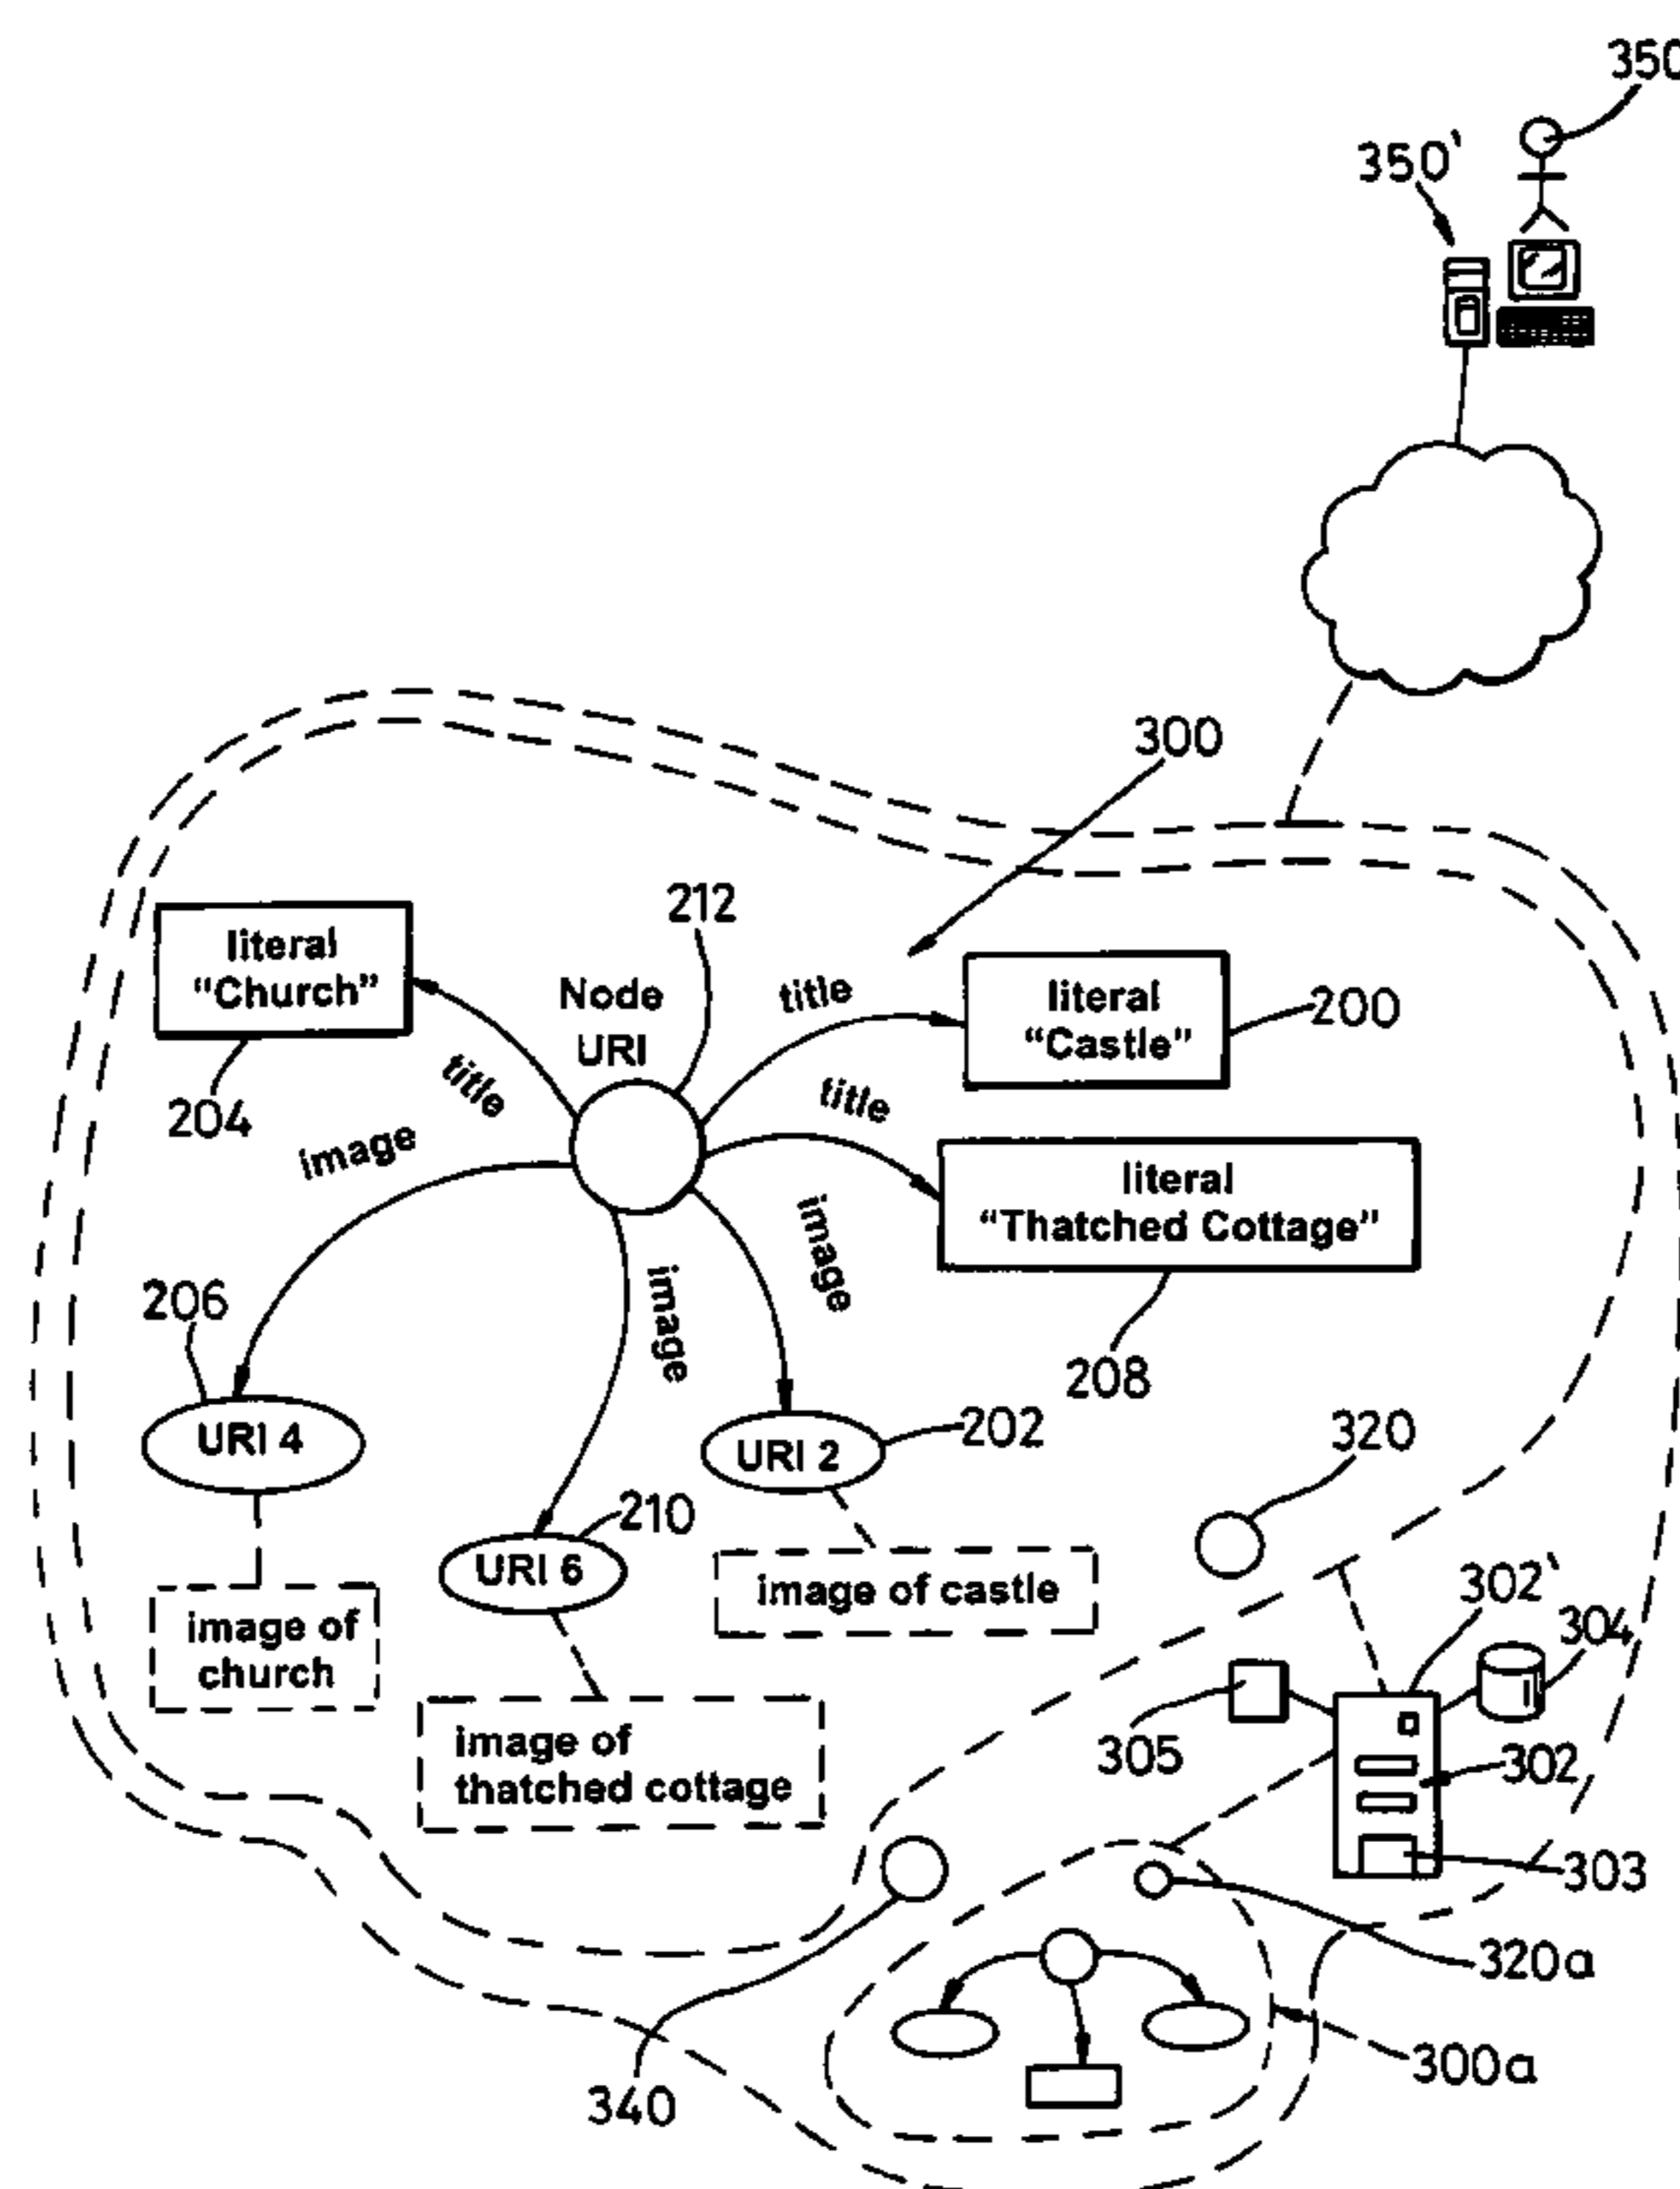 350
350'
300
212
literal
"Church"
Node
URI
title
literal
"Castle"
200
title
204
title
image
literal
"Thatched Cottage"
image
image
206
208
URI 4
URI 2
202
320
210
URI 6
image of castle
302'
304
image of
church
305
302
image of
thatched cottage
303
320a
300a
340